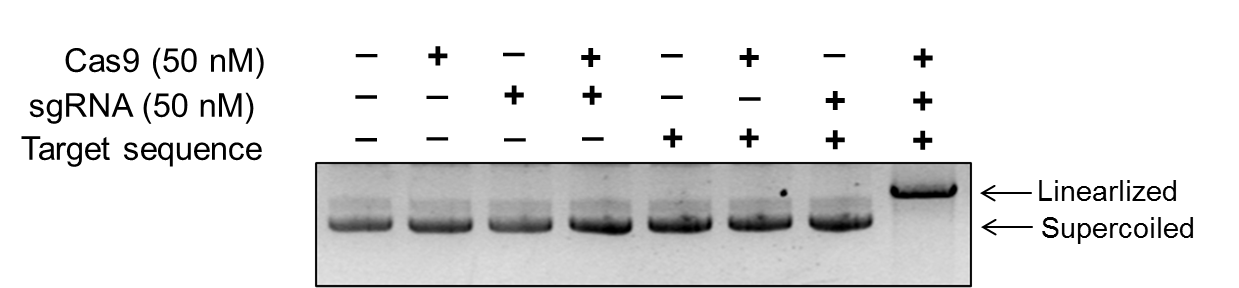 Cas9 (50 nM) − + − + − + − +
sgRNA (50 nM) − − + + − − + +
Target sequence − − − − + + + +
Linearlized
Supercoiled